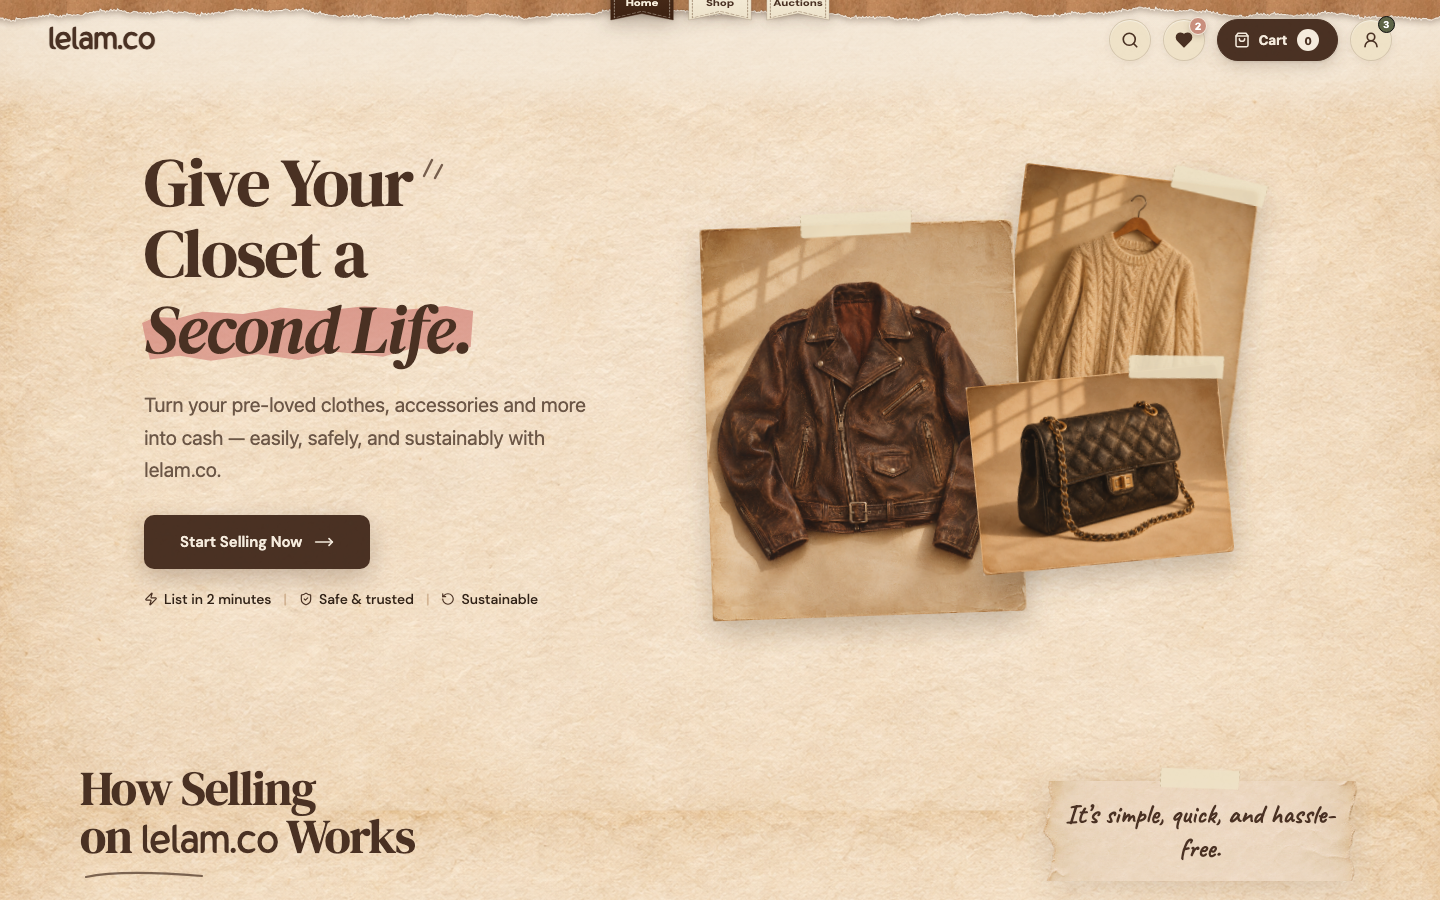 Home
Shop
Auctions
lelam.co
2
Cart 0
3
Give Your
Closet a
Second Life.
Turn your pre-loved clothes, accessories and more
into cash — easily, safely, and sustainably with
lelam.co.
Start Selling Now
List in 2 minutes | Safe & trusted | Sustainable
How Selling
on lelam.co Works
It's simple, quick, and hassle-
free.